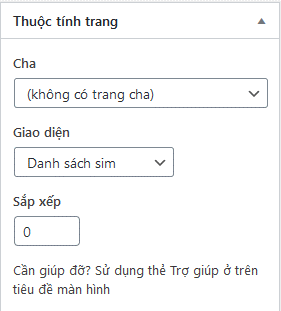 Thuộc tính trang
Cha
(không có trang cha)
Giao diện
Danh sách sim
Sắp xếp
0
Cần giúp đỡ? Sử dụng thẻ Trợ giúp ở trên
tiêu đề màn hình